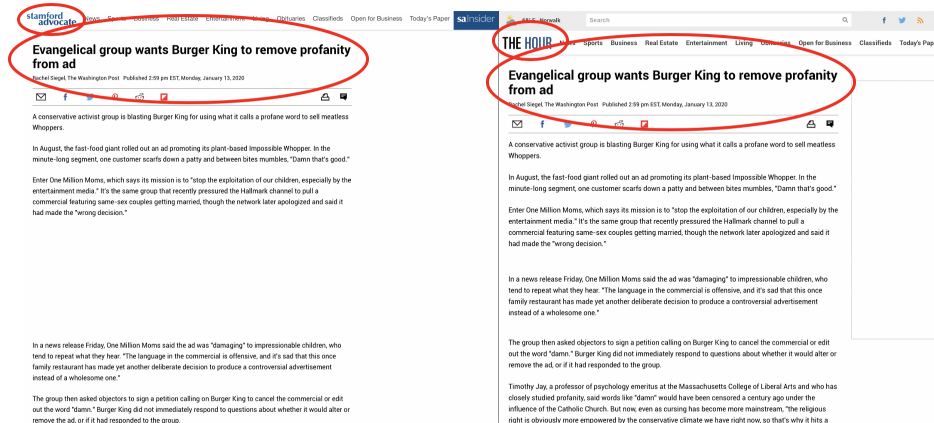 stamford
advocate
News Sports Business Real Estate Entertainment Living Obituaries Classifieds Open for Business Today's Paper
saInsider
Evangelical group wants Burger King to remove profanity
from ad
Rachel Siegel, The Washington Post Published 2:59 pm EST, Monday, January 13, 2020
A conservative activist group is blasting Burger King for using what it calls a profane word to sell meatless
Whoppers.
In August, the fast-food giant rolled out an ad promoting its plant-based Impossible Whopper. In the
minute-long segment, one customer scarfs down a patty and between bites mumbles, "Damn that's good."
Enter One Million Moms, which says its mission is to "stop the exploitation of our children, especially by the
entertainment media." It's the same group that recently pressured the Hallmark channel to pull a
commercial featuring same-sex couples getting married, though the network later apologized and said it
had made the "wrong decision."
In a news release Friday, One Million Moms said the ad was "damaging" to impressionable children, who
tend to repeat what they hear. "The language in the commercial is offensive, and it's sad that this once
family restaurant has made yet another deliberate decision to produce a controversial advertisement
instead of a wholesome one."
The group then asked objectors to sign a petition calling on Burger King to cancel the commercial or edit
out the word "damn." Burger King did not immediately respond to questions about whether it would alter or
remove the ad, or if it had responded to the group.
Norwalk
Search
THE HOUR
News Sports Business Real Estate Entertainment Living Obituaries Open for Business Classifieds Today's Pap
Evangelical group wants Burger King to remove profanity
from ad
Rachel Siegel, The Washington Post Published 2:59 pm EST, Monday, January 13, 2020
A conservative activist group is blasting Burger King for using what it calls a profane word to sell meatless
Whoppers.
In August, the fast-food giant rolled out an ad promoting its plant-based Impossible Whopper. In the
minute-long segment, one customer scarfs down a patty and between bites mumbles, "Damn that's good."
Enter One Million Moms, which says its mission is to "stop the exploitation of our children, especially by the
entertainment media." It's the same group that recently pressured the Hallmark channel to pull a
commercial featuring same-sex couples getting married, though the network later apologized and said it
had made the "wrong decision."
In a news release Friday, One Million Moms said the ad was "damaging" to impressionable children, who
tend to repeat what they hear. "The language in the commercial is offensive, and it's sad that this once
family restaurant has made yet another deliberate decision to produce a controversial advertisement
instead of a wholesome one."
The group then asked objectors to sign a petition calling on Burger King to cancel the commercial or edit
out the word "damn." Burger King did not immediately respond to questions about whether it would alter or
remove the ad, or if it had responded to the group.
Timothy Jay, a professor of psychology emeritus at the Massachusetts College of Liberal Arts and who has
closely studied profanity, said words like "damn" would have been censored a century ago under the
influence of the Catholic Church. But now, even as cursing has become more mainstream, "the religious
right is obviously more empowered by the conservative climate we have right now, so that's why it hits a